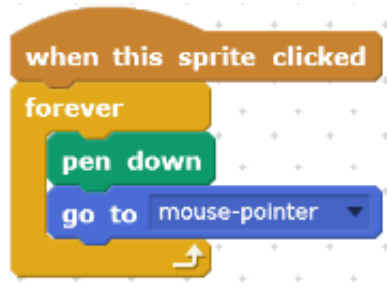 when this sprite clicked
forever
pen down
go to mouse-pointer